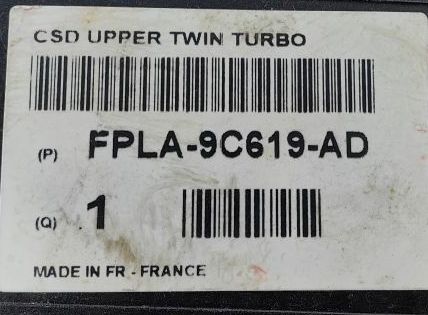 CSD UPPER TWIN TURBO
(P) FPLA-9C619-AD
(Q) 1
MADE IN FR - FRANCE